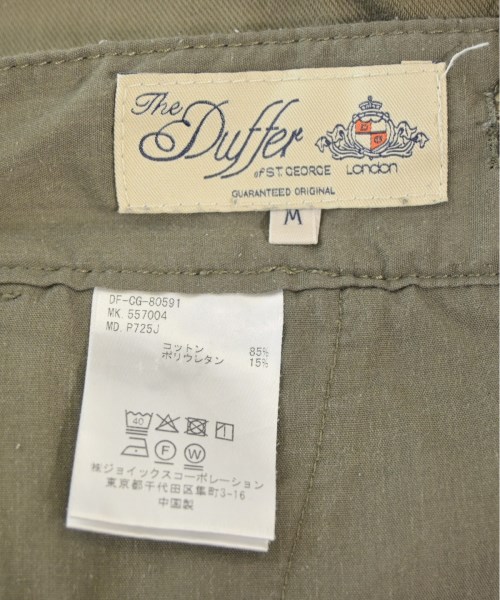 The
Duffer
of ST. GEORGE London
GUARANTEED ORIGINAL
M
DF-CG-80591
MK. 557004
MD. P725J
コットン 85%
ポリウレタン 15%
40
F W
㈱ジョイックスコーポレーション
東京都千代田区隼町3-16
中国製